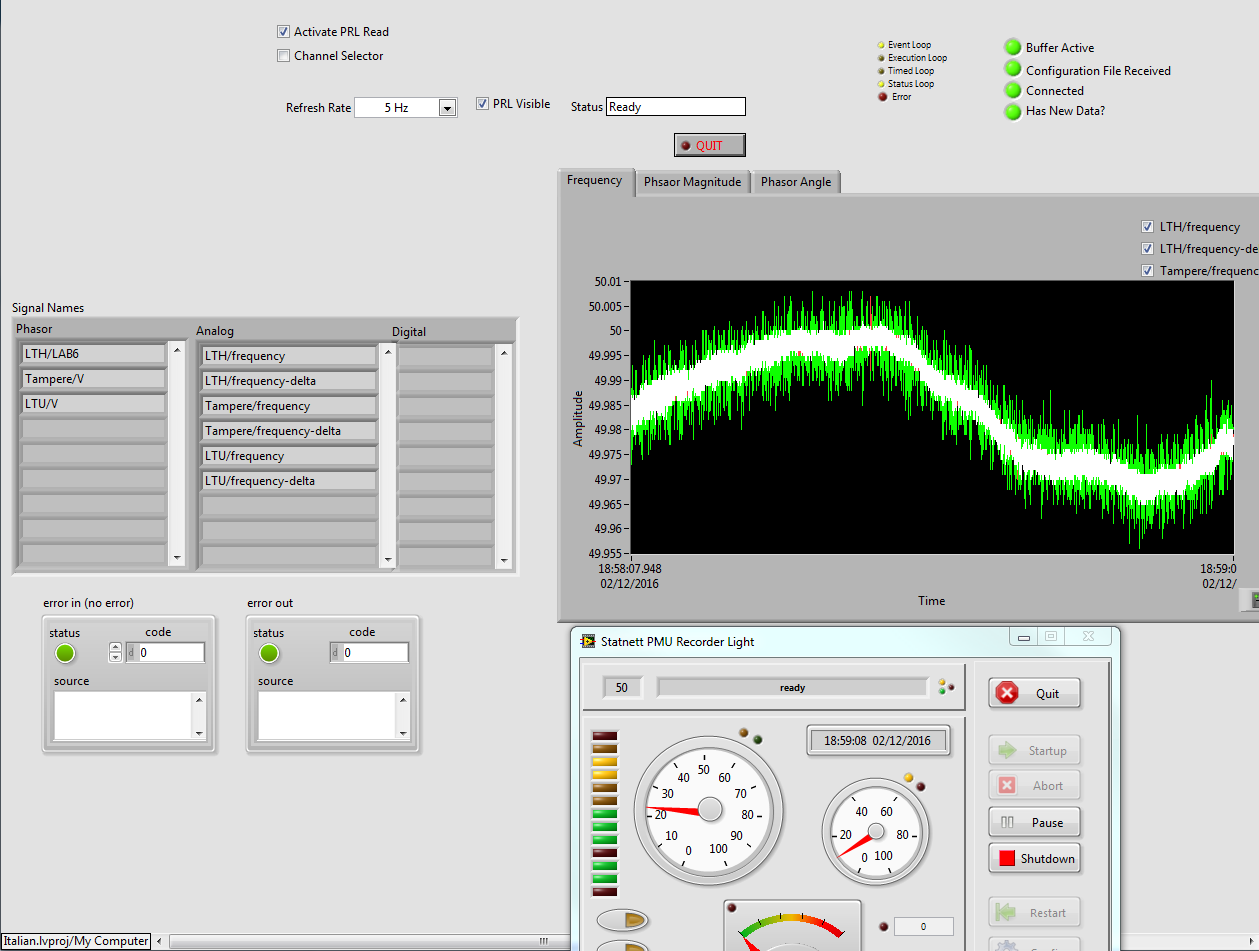 Activate PRL Read
Channel Selector
Refresh Rate 5 Hz
PRL Visible
Status Ready
QUIT
Event Loop
Execution Loop
Timed Loop
Status Loop
Error
Buffer Active
Configuration File Received
Connected
Has New Data?
Frequency Phsaor Magnitude Phasor Angle
LTH/frequency
LTH/frequency-de
Tampere/frequenc
50.01
50.005
50
49.995
49.99
49.985
49.98
49.975
49.97
49.965
49.96
49.955
Amplitude
18:58:07.948
02/12/2016
18:59:0
02/12/
Time
Signal Names
Phasor
LTH/LAB6
Tampere/V
LTU/V
Analog
LTH/frequency
LTH/frequency-delta
Tampere/frequency
Tampere/frequency-delta
LTU/frequency
LTU/frequency-delta
Digital
error in (no error)
status
code
d 0
source
error out
status
code
d 0
source
Statnett PMU Recorder Light
50
ready
18:59:08 02/12/2016
0
10
20
30
40
50
60
70
80
90
100
0
20
40
60
80
100
0
Quit
Startup
Abort
Pause
Shutdown
Restart
Italian.lvproj/My Computer